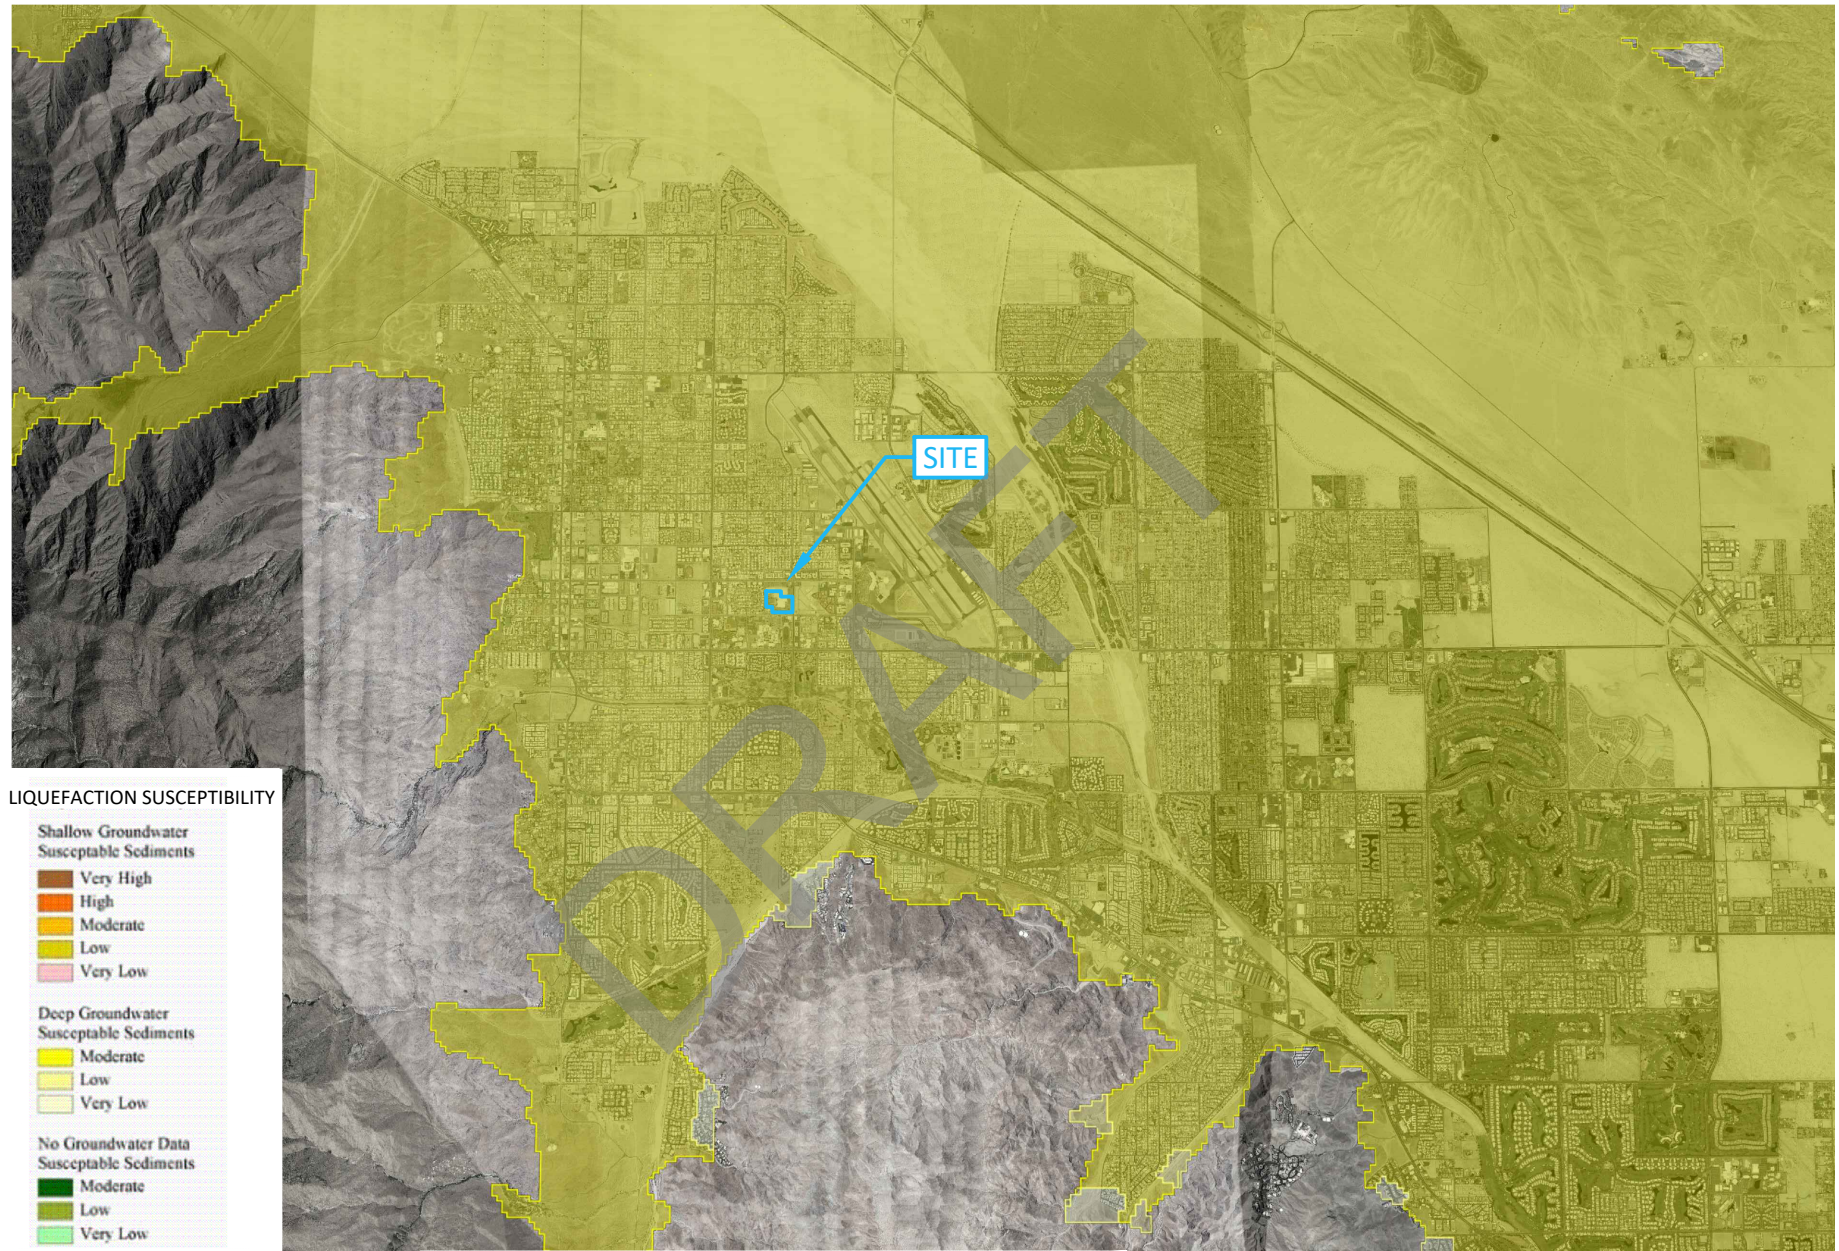 SITE
DRAFT
LIQUEFACTION SUSCEPTIBILITY
Shallow Groundwater
Susceptable Sediments
Very High
High
Moderate
Low
Very Low
Deep Groundwater
Susceptable Sediments
Moderate
Low
Very Low
No Groundwater Data
Susceptable Sediments
Moderate
Low
Very Low